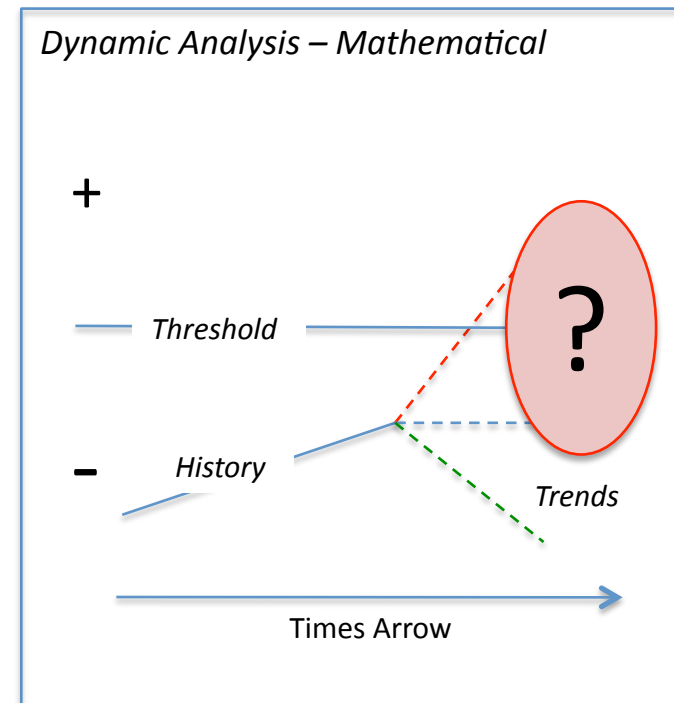 Dynamic Analysis – Mathematical
+
Threshold
?
-
History
Trends
Times Arrow